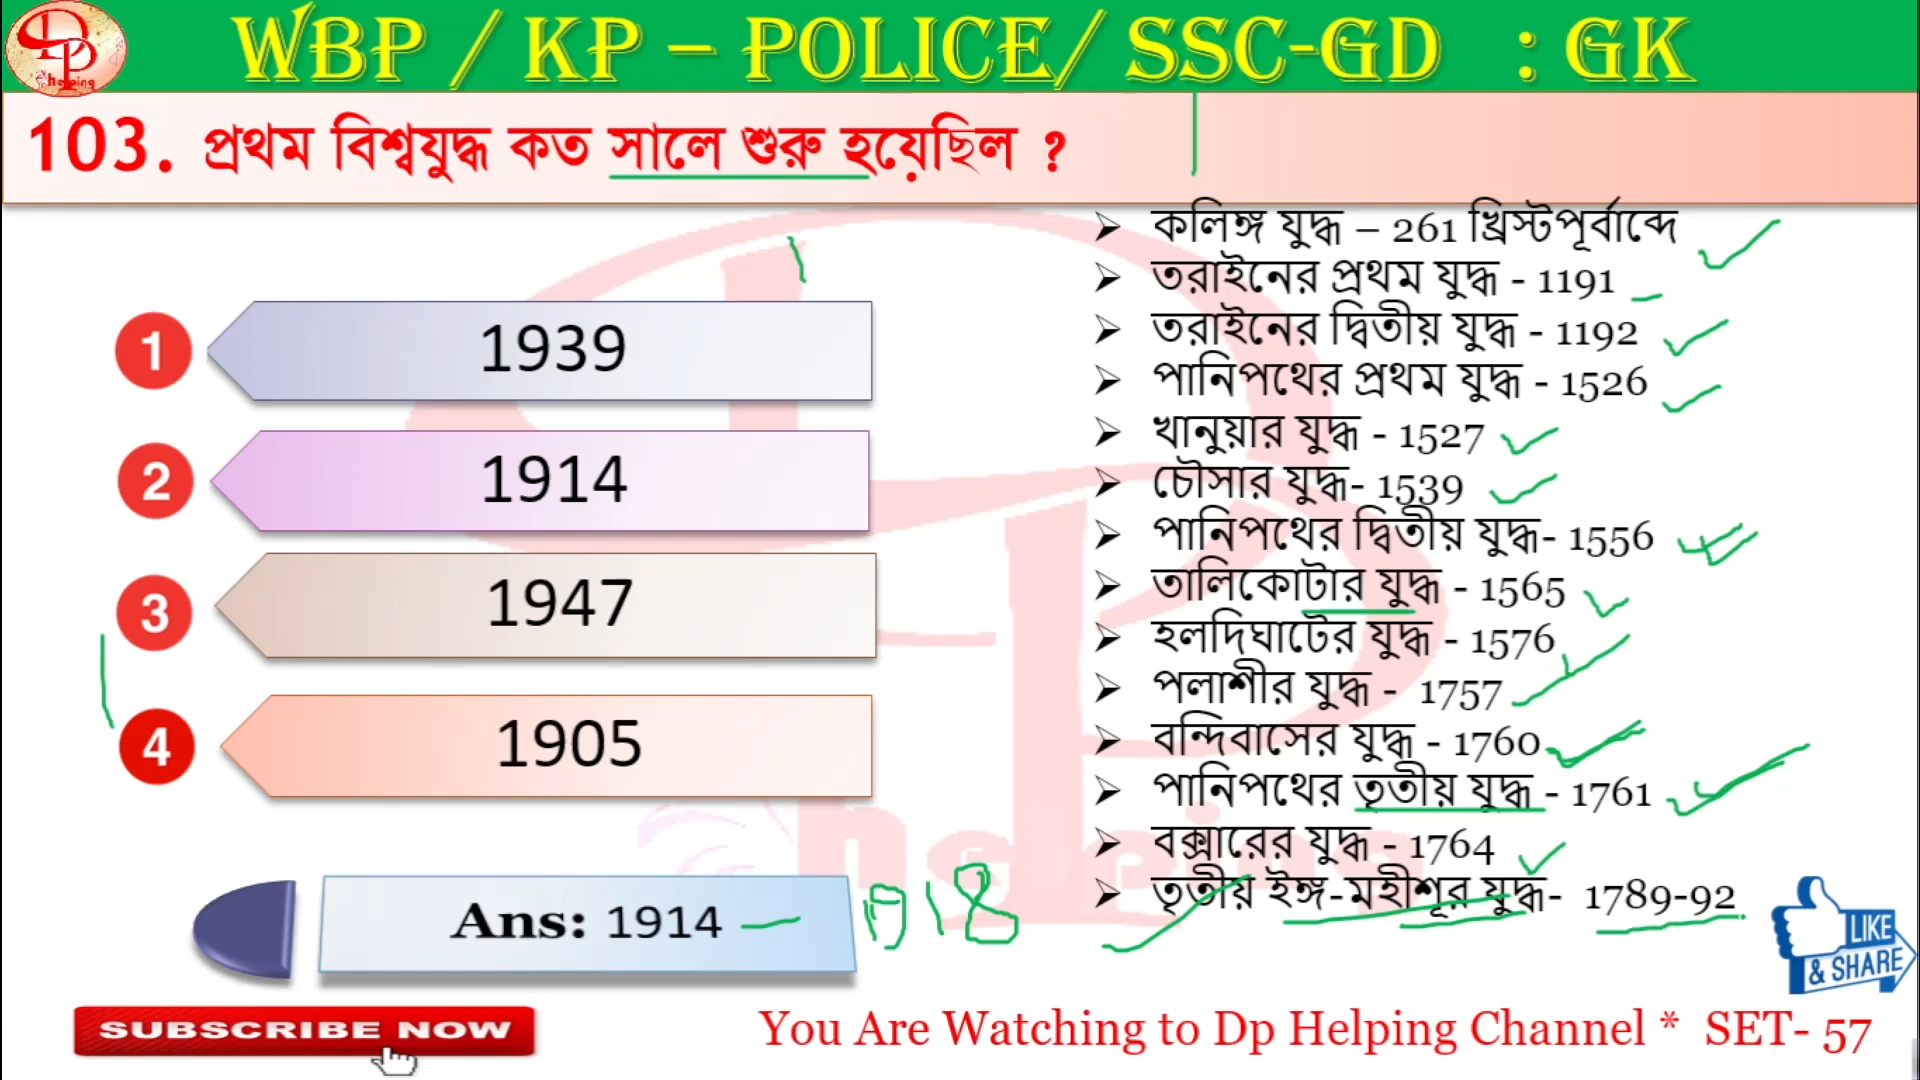 WBP / KP – POLICE/ SSC-GD : GK
DP
helping
103. প্রথম বিশ্বযুদ্ধ কত সালে শুরু হয়েছিল ?
1 1939
2 1914
3 1947
4 1905
Ans: 1914 – 1918
➢ কলিঙ্গ যুদ্ধ – 261 খ্রিস্টপূর্বাব্দে
➢ তরাইনের প্রথম যুদ্ধ - 1191
➢ তরাইনের দ্বিতীয় যুদ্ধ - 1192
➢ পানিপথের প্রথম যুদ্ধ - 1526
➢ খানুয়ার যুদ্ধ - 1527
➢ চৌসার যুদ্ধ- 1539
➢ পানিপথের দ্বিতীয় যুদ্ধ- 1556
➢ তালিকোটার যুদ্ধ - 1565
➢ হলদিঘাটের যুদ্ধ - 1576
➢ পলাশীর যুদ্ধ - 1757
➢ বন্দিবাসের যুদ্ধ - 1760
➢ পানিপথের তৃতীয় যুদ্ধ - 1761
➢ বক্সারের যুদ্ধ - 1764
➢ তৃতীয় ইঙ্গ-মহীশূর যুদ্ধ- 1789-92
LIKE
& SHARE
SUBSCRIBE NOW
You Are Watching to Dp Helping Channel * SET- 57